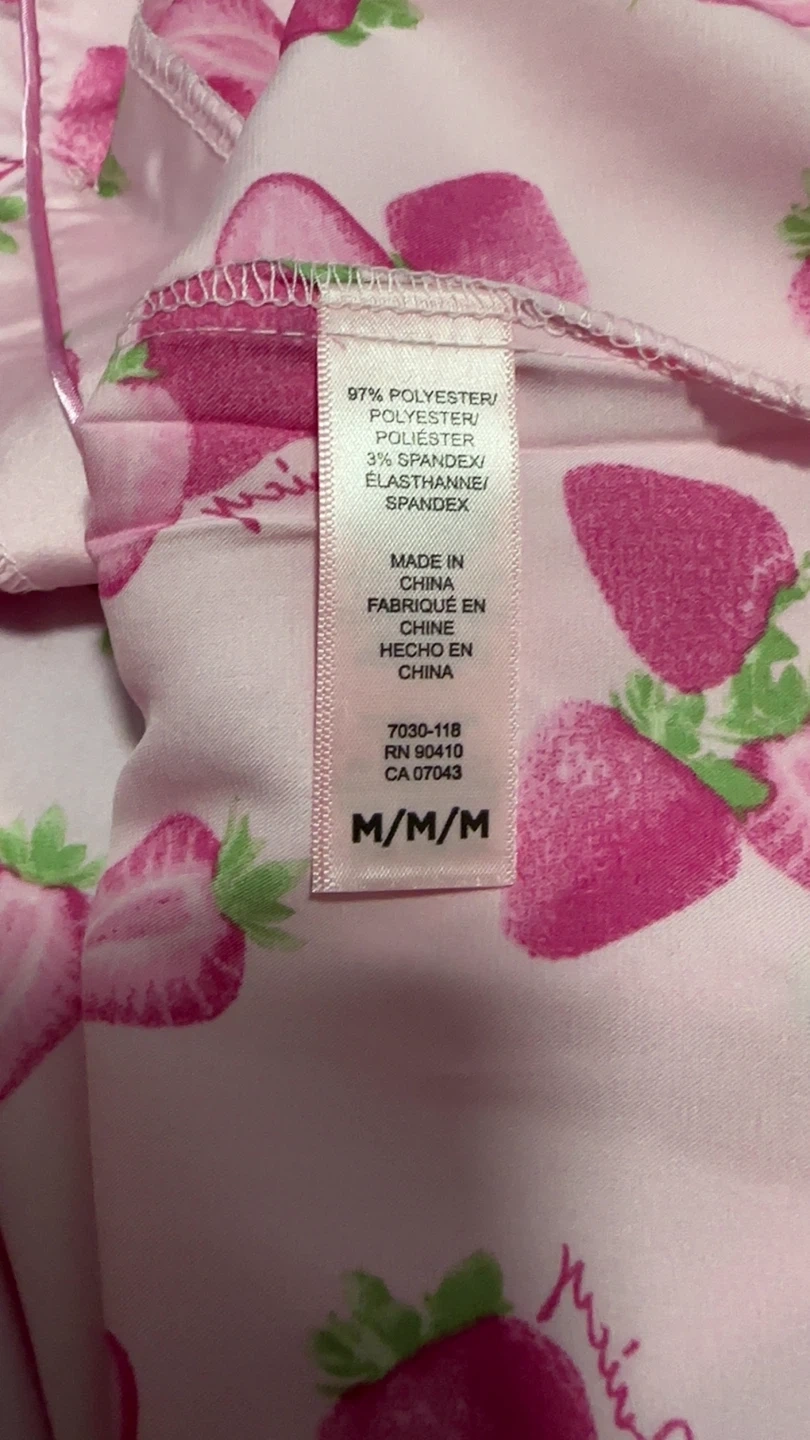 97% POLYESTER/
POLYESTER/
POLIÉSTER
3% SPANDEX/
ÉLASTHANNE/
SPANDEX
MADE IN
CHINA
FABRIQUÉ EN
CHINE
HECHO EN
CHINA
7030-118
RN 90410
CA 07043
M/M/M